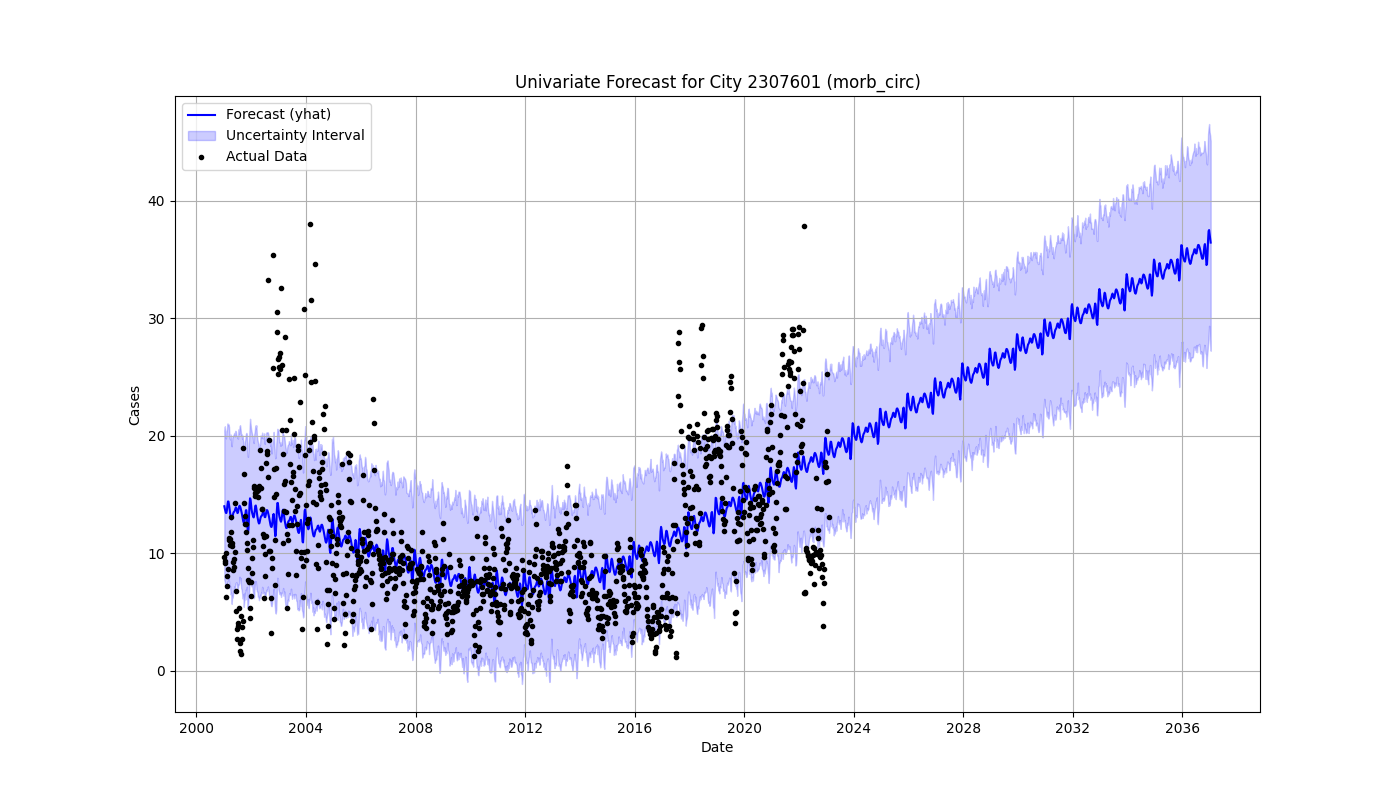 Univariate Forecast for City 2307601 (morb_circ)
Forecast (yhat)
Uncertainty Interval
Actual Data
Cases
40
30
20
10
0
2000 2004 2008 2012 2016 2020 2024 2028 2032 2036
Date